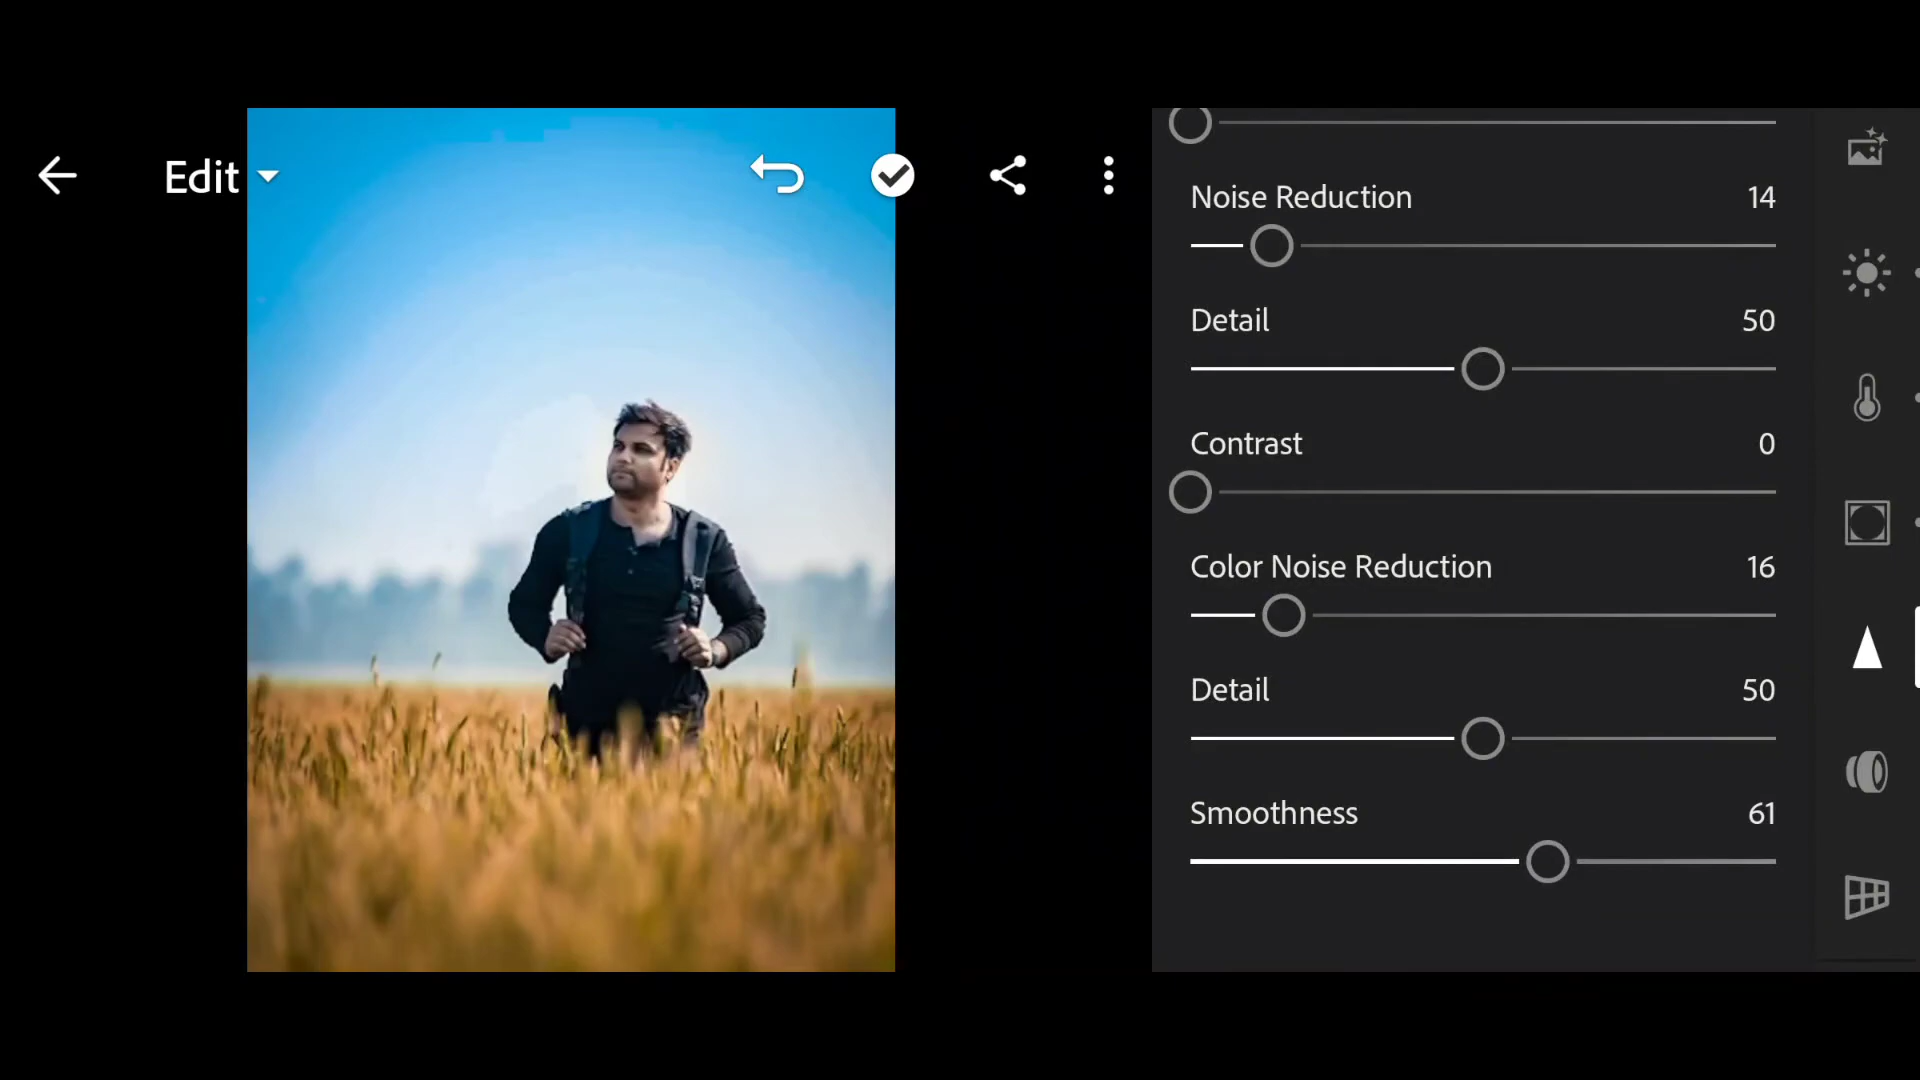 Edit
Noise Reduction 14
Detail 50
Contrast 0
Color Noise Reduction 16
Detail 50
Smoothness 61